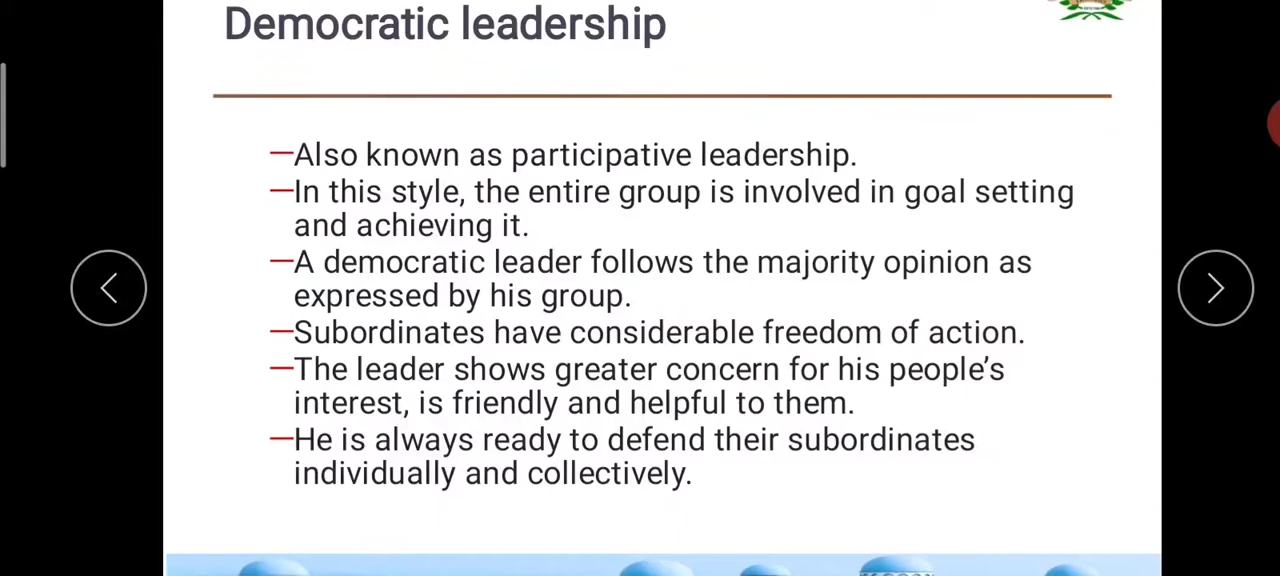 Democratic leadership
—Also known as participative leadership.
—In this style, the entire group is involved in goal setting
and achieving it.
—A democratic leader follows the majority opinion as
expressed by his group.
—Subordinates have considerable freedom of action.
—The leader shows greater concern for his people’s
interest, is friendly and helpful to them.
—He is always ready to defend their subordinates
individually and collectively.